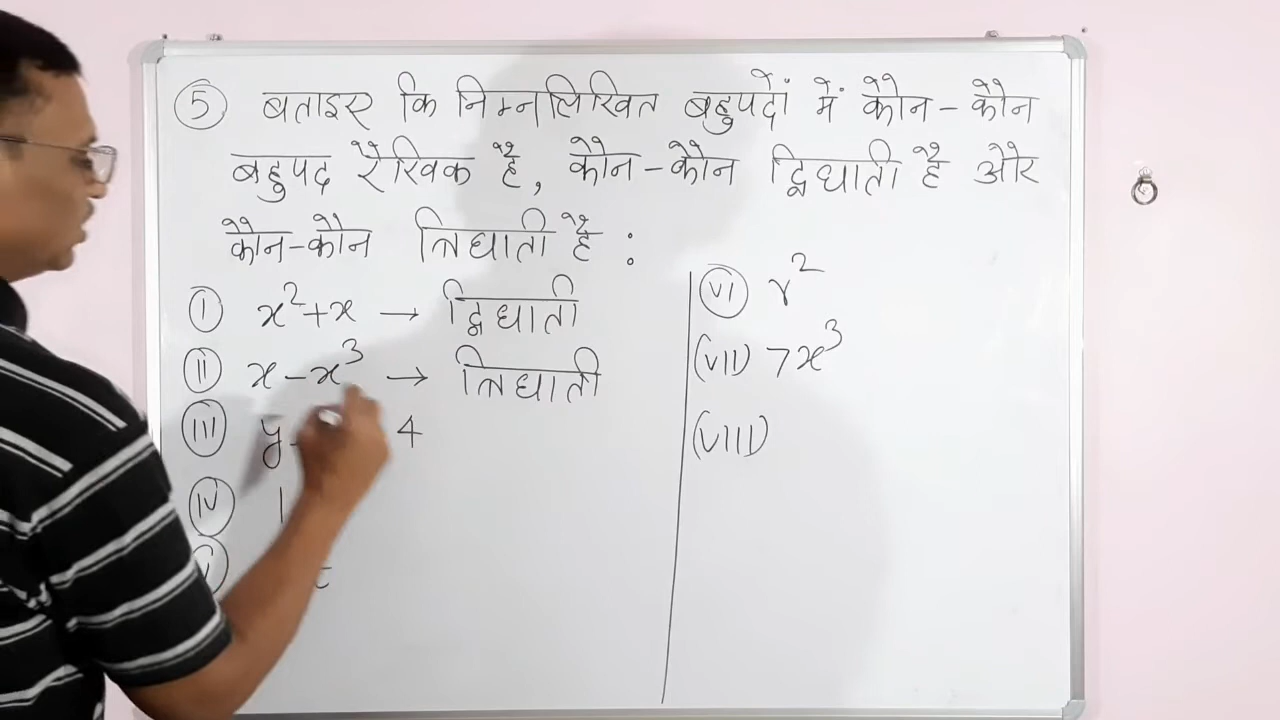 ⑤ बताइए कि निम्नलिखित बहुपदों में कौन-कौन
बहुपद रैखिक है, कौन-कौन द्विघाती है और
कौन-कौन त्रिघाती है :
(i) x²+x → द्विघाती
(ii) x-x³ → त्रिघाती
(iii) y 4
(iv) 1
(v)
(vi) r²
(vii) 7x³
(viii)